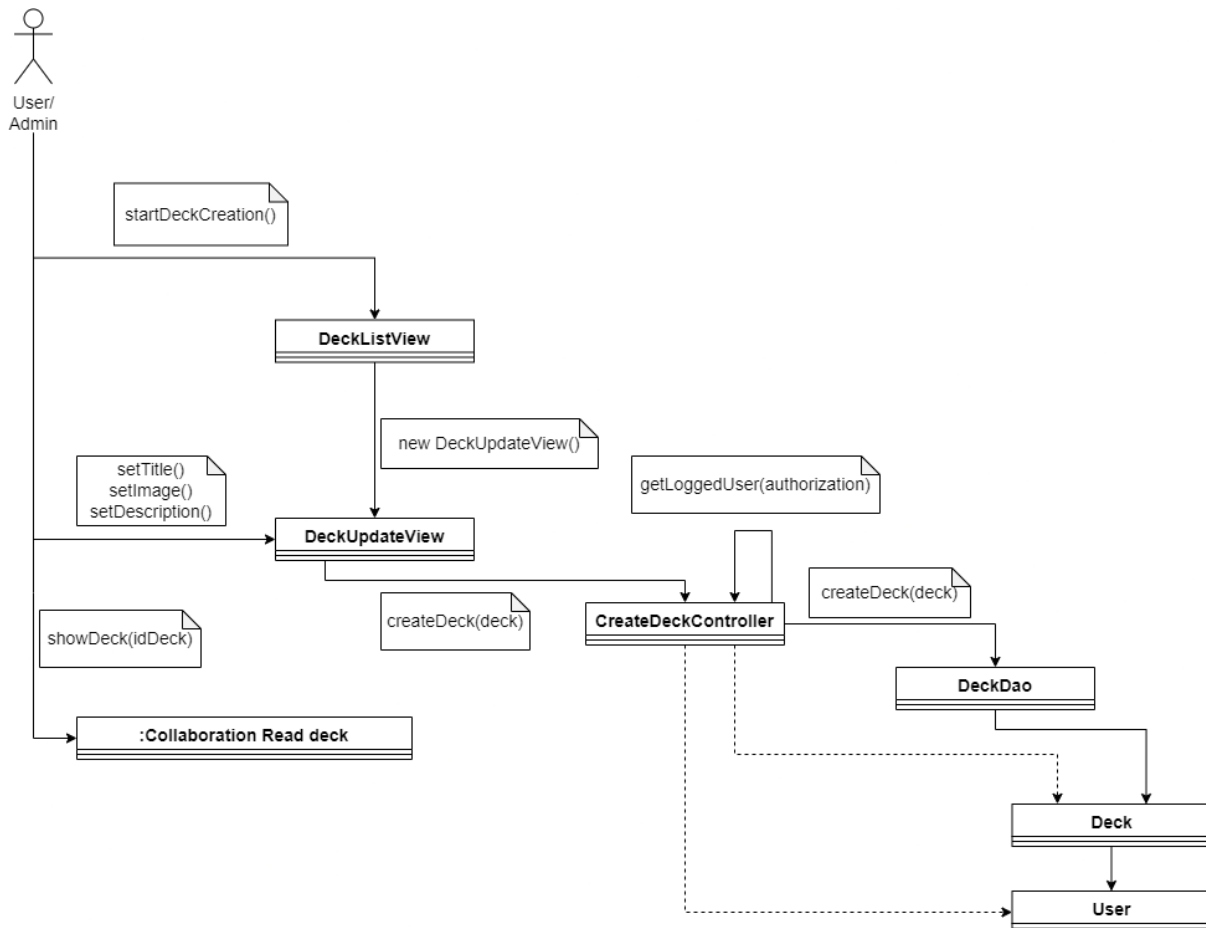 User/
Admin
startDeckCreation()
DeckListView
new DeckUpdateView()
setTitle()
setImage()
setDescription()
getLoggedUser(authorization)
DeckUpdateView
createDeck(deck)
createDeck(deck)
CreateDeckController
showDeck(idDeck)
DeckDao
:Collaboration Read deck
Deck
User